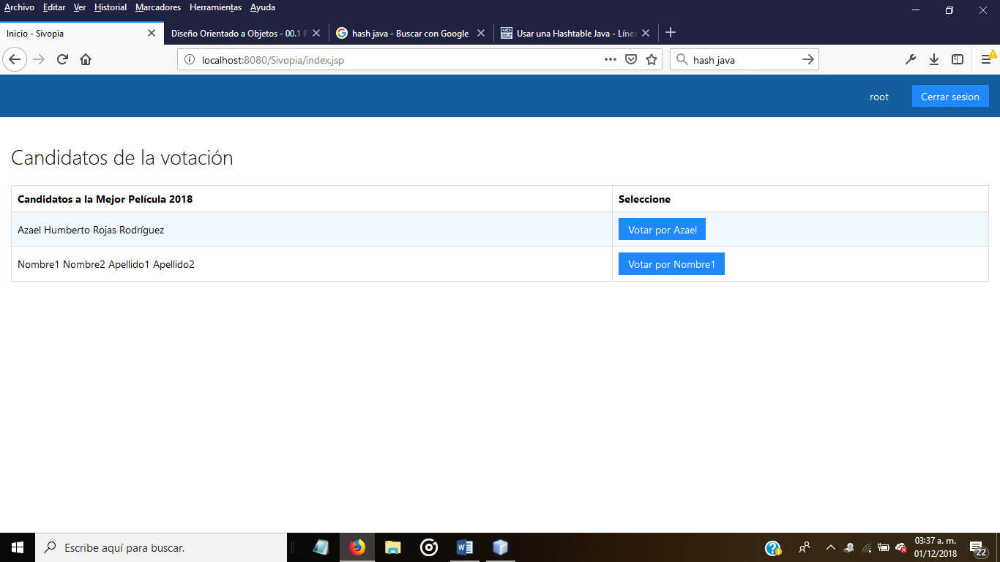 Archivo Editar Ver Historial Marcadores Herramientas Ayuda
Inicio - Sivopia
Diseño Orientado a Objetos - 00.1 P
hash java - Buscar con Google
Usar una Hashtable Java - Líne
localhost:8080/Sivopia/index.jsp
hash java
root
Cerrar sesion
Candidatos de la votación
Candidatos a la Mejor Película 2018
Seleccione
Azael Humberto Rojas Rodríguez
Votar por Azael
Nombre1 Nombre2 Apellido1 Apellido2
Votar por Nombre1
Escribe aquí para buscar.
03:37 a. m.
01/12/2018
22